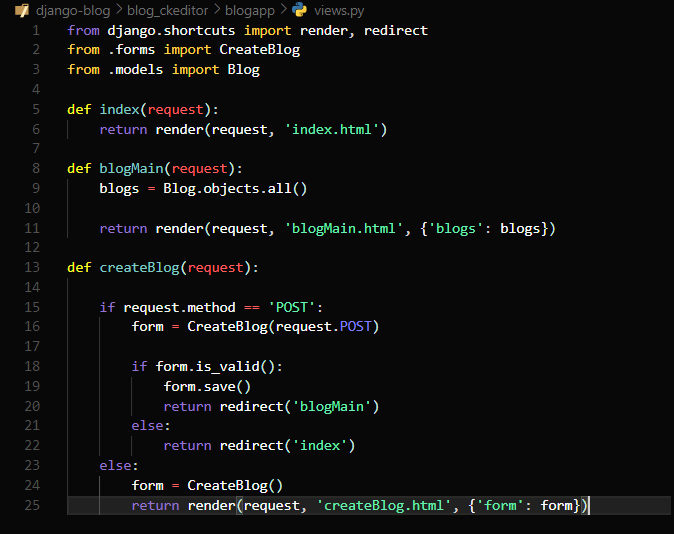 django-blog > blog_ckeditor > blogapp > views.py
1 from django.shortcuts import render, redirect
2 from .forms import CreateBlog
3 from .models import Blog
4
5 def index(request):
6     return render(request, 'index.html')
7
8 def blogMain(request):
9     blogs = Blog.objects.all()
10
11     return render(request, 'blogMain.html', {'blogs': blogs})
12
13 def createBlog(request):
14
15     if request.method == 'POST':
16         form = CreateBlog(request.POST)
17
18         if form.is_valid():
19             form.save()
20             return redirect('blogMain')
21         else:
22             return redirect('index')
23     else:
24         form = CreateBlog()
25         return render(request, 'createBlog.html', {'form': form})